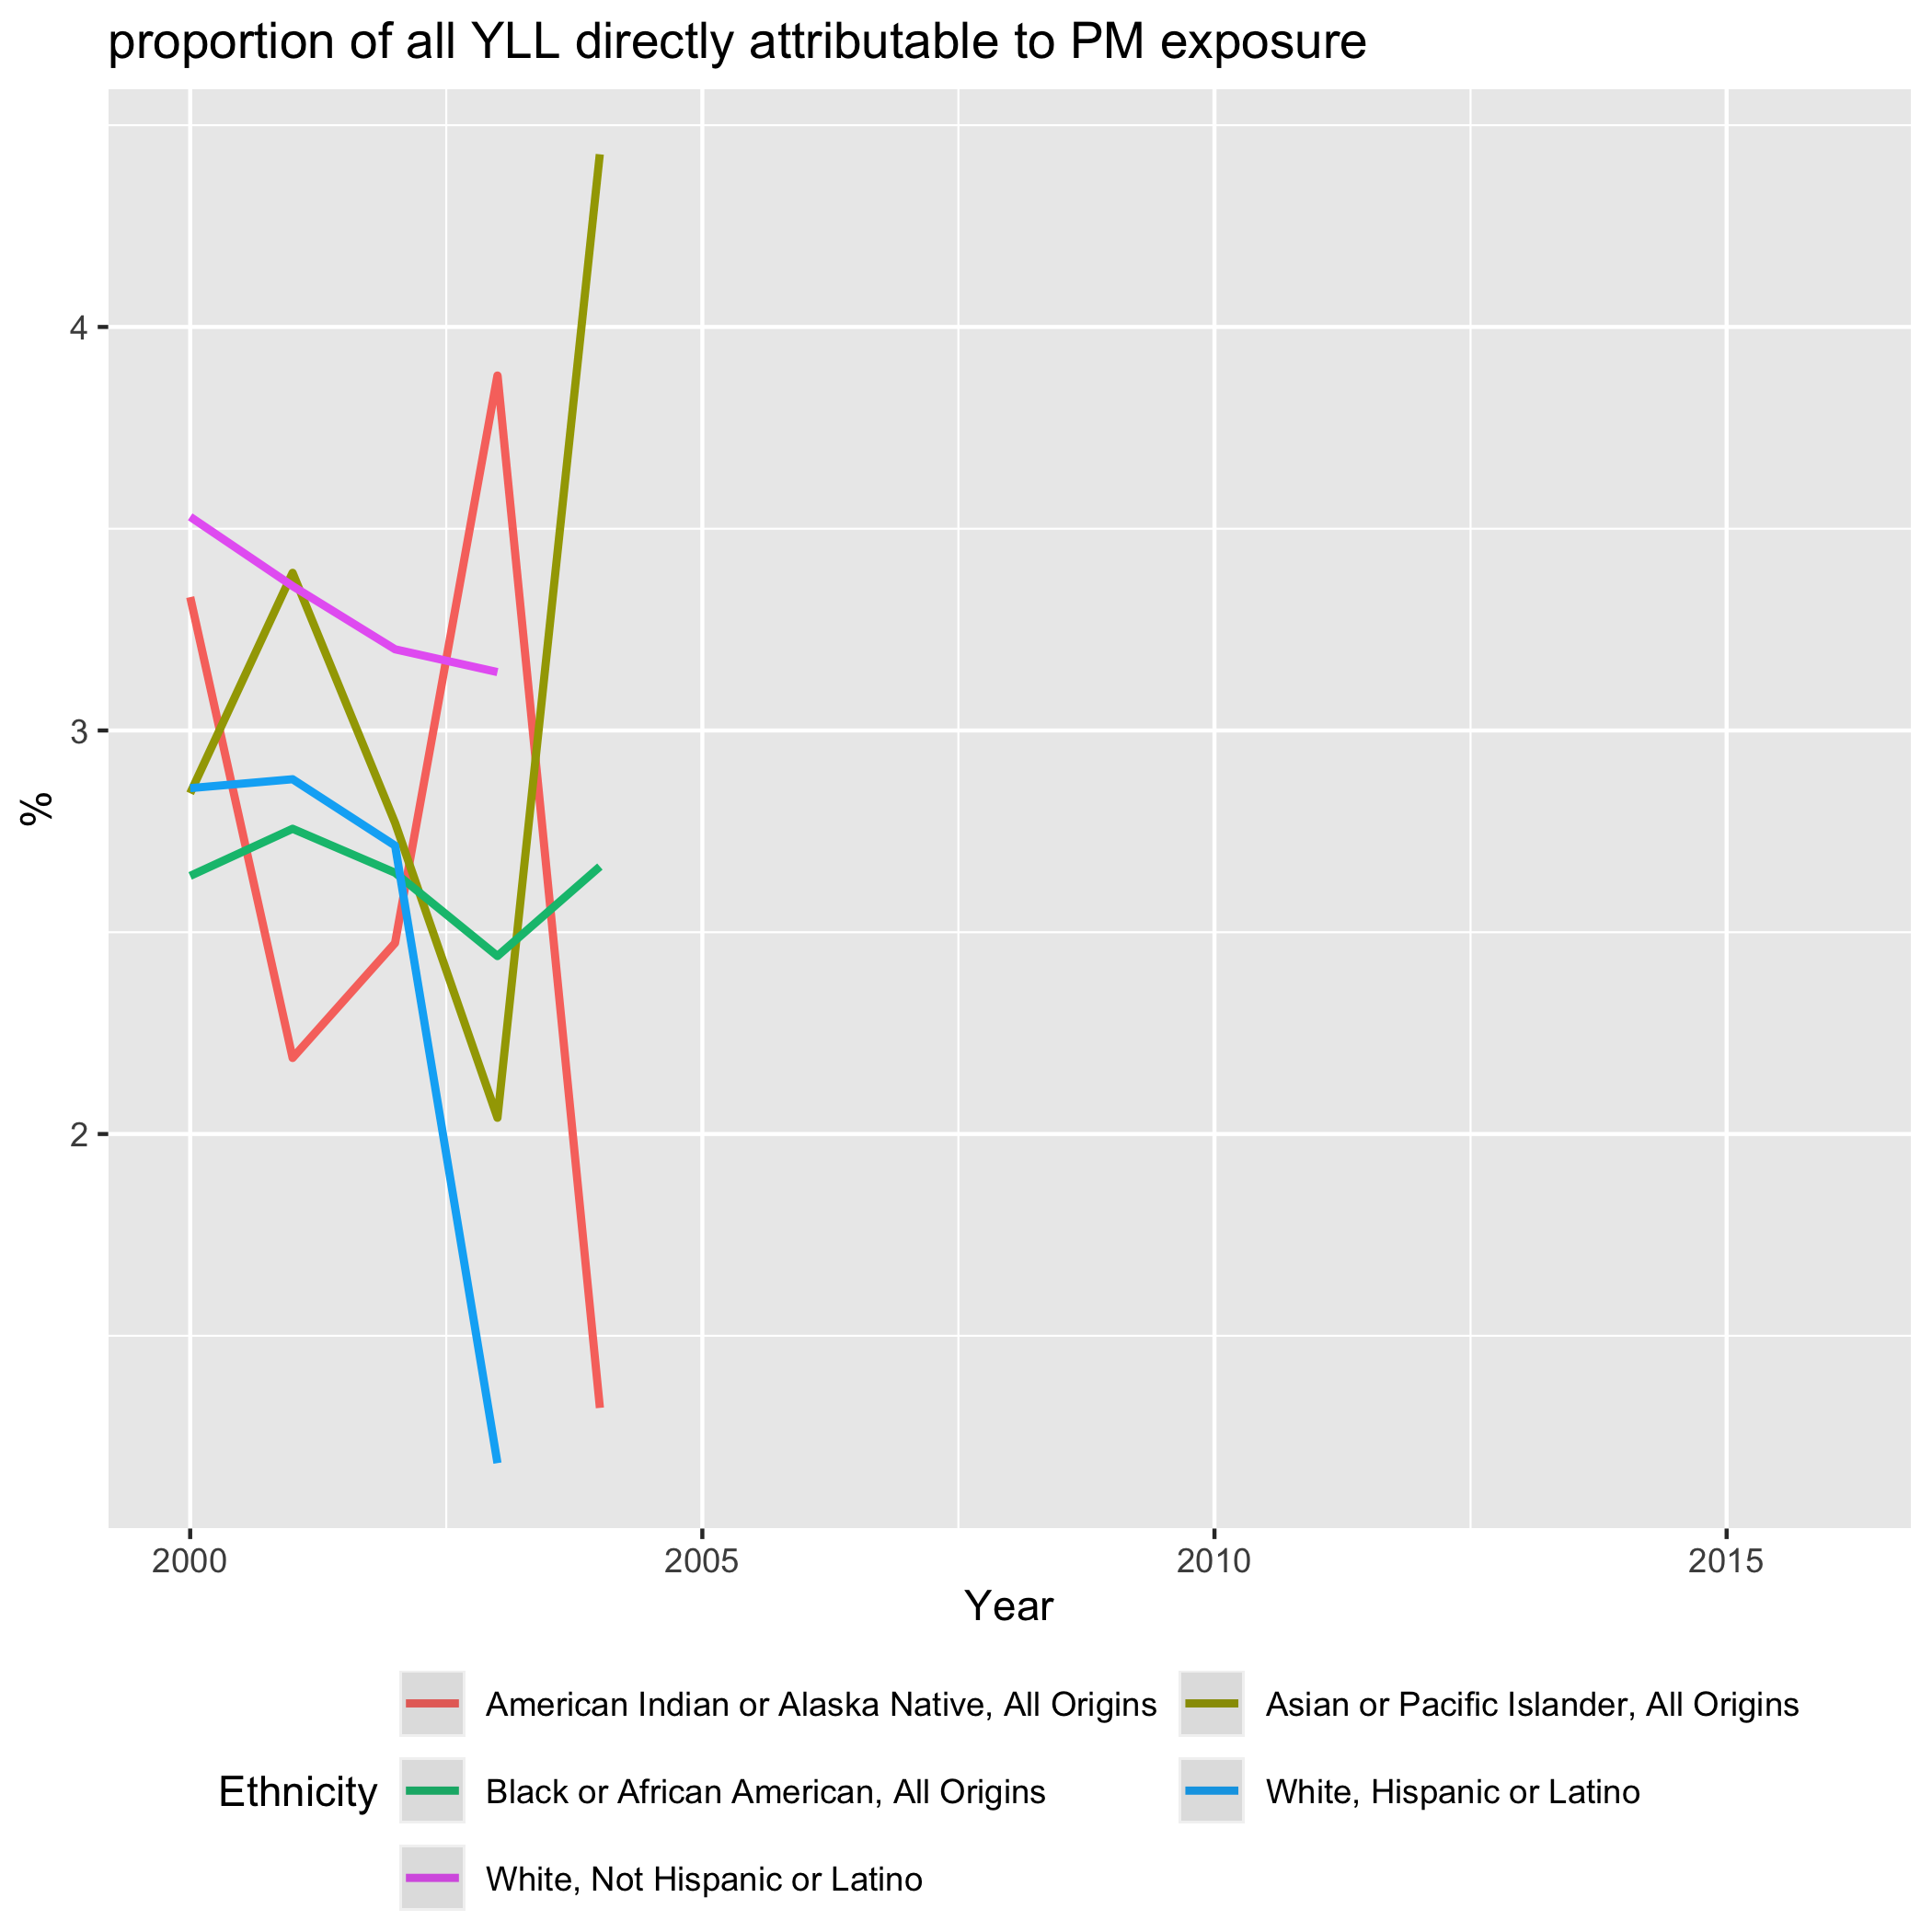 proportion of all YLL directly attributable to PM exposure
4
3
2
%
2000 2005 2010 2015
Year
Ethnicity
American Indian or Alaska Native, All Origins
Asian or Pacific Islander, All Origins
Black or African American, All Origins
White, Hispanic or Latino
White, Not Hispanic or Latino